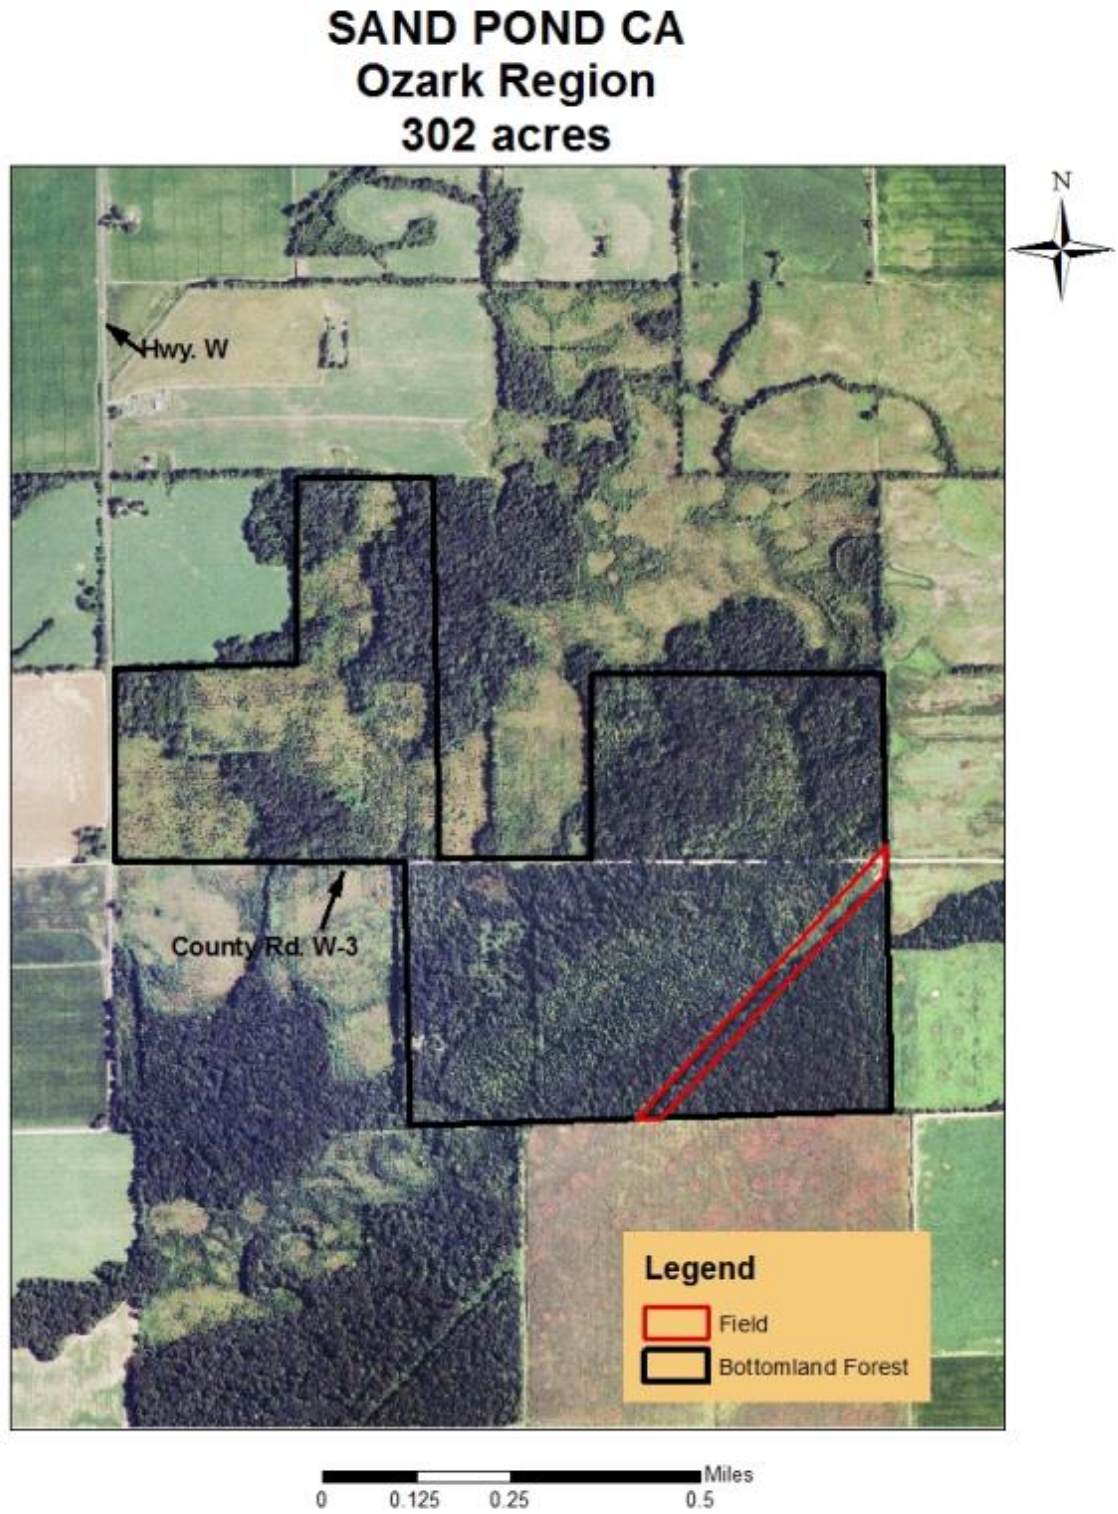 SAND POND CA
Ozark Region
302 acres
N
Hwy. W
County Rd. W-3
Legend
Field
Bottomland Forest
Miles
0 0.125 0.25 0.5